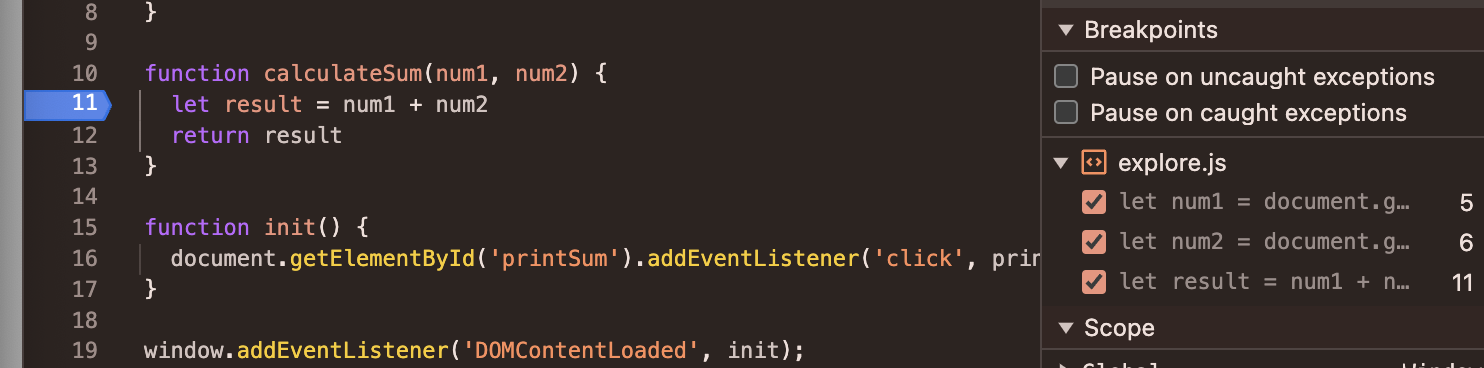 8 }
9
10 function calculateSum(num1, num2) {
11 let result = num1 + num2
12 return result
13 }
14
15 function init() {
16 document.getElementById('printSum').addEventListener('click', prin
17 }
18
19 window.addEventListener('DOMContentLoaded', init);
Breakpoints
Pause on uncaught exceptions
Pause on caught exceptions
explore.js
let num1 = document.g… 5
let num2 = document.g… 6
let result = num1 + n… 11
Scope
Global